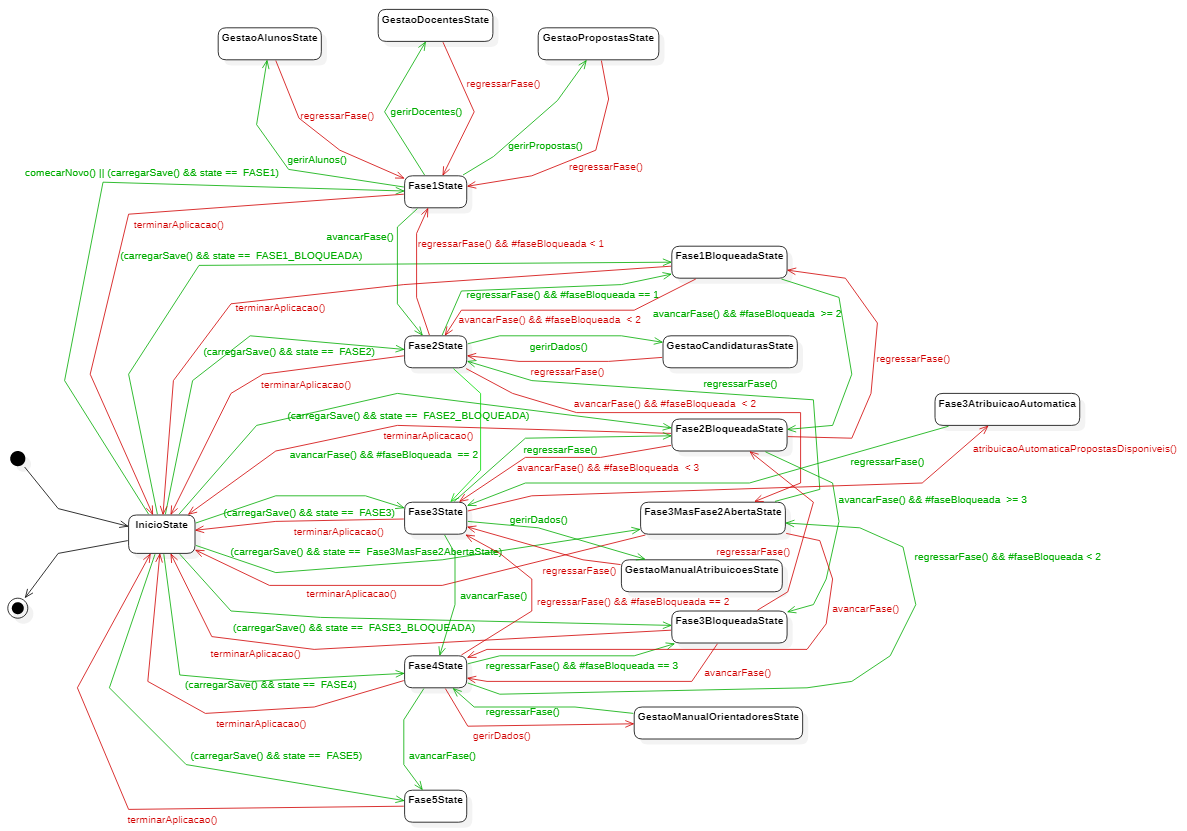 GestaoDocentesState
GestaoAlunosState
GestaoPropostasState
regressarFase()
gerirDocentes()
regressarFase()
gerirPropostas()
gerirAlunos()
regressarFase()
comecarNovo() || (carregarSave() && state ==  FASE1)
Fase1State
terminarAplicacao()
avancarFase()
regressarFase() && #faseBloqueada < 1
(carregarSave() && state ==  FASE1_BLOQUEADA)
Fase1BloqueadaState
regressarFase() && #faseBloqueada == 1
terminarAplicacao()
avancarFase() && #faseBloqueada  >= 2
avancarFase() && #faseBloqueada  < 2
Fase2State
gerirDados()
GestaoCandidaturasState
(carregarSave() && state ==  FASE2)
regressarFase()
regressarFase()
terminarAplicacao()
regressarFase()
avancarFase() && #faseBloqueada  < 2
Fase3AtribuicaoAutomatica
(carregarSave() && state ==  FASE2_BLOQUEADA)
Fase2BloqueadaState
terminarAplicacao()
regressarFase()
atribuicaoAutomaticaPropostasDisponiveis()
avancarFase() && #faseBloqueada  == 2
regressarFase()
avancarFase() && #faseBloqueada  < 3
avancarFase() && #faseBloqueada  >= 3
Fase3State
(carregarSave() && state ==  FASE3)
Fase3MasFase2AbertaState
InicioState
gerirDados()
terminarAplicacao()
(carregarSave() && state ==  Fase3MasFase2AbertaState)
regressarFase()
regressarFase() && #faseBloqueada < 2
regressarFase()
GestaoManualAtribuicoesState
terminarAplicacao()
avancarFase()
regressarFase() && #faseBloqueada == 2
avancarFase()
Fase3BloqueadaState
(carregarSave() && state ==  FASE3_BLOQUEADA)
terminarAplicacao()
Fase4State
regressarFase() && #faseBloqueada == 3
avancarFase()
(carregarSave() && state ==  FASE4)
regressarFase()
GestaoManualOrientadoresState
terminarAplicacao()
gerirDados()
(carregarSave() && state ==  FASE5)
avancarFase()
Fase5State
terminarAplicacao()